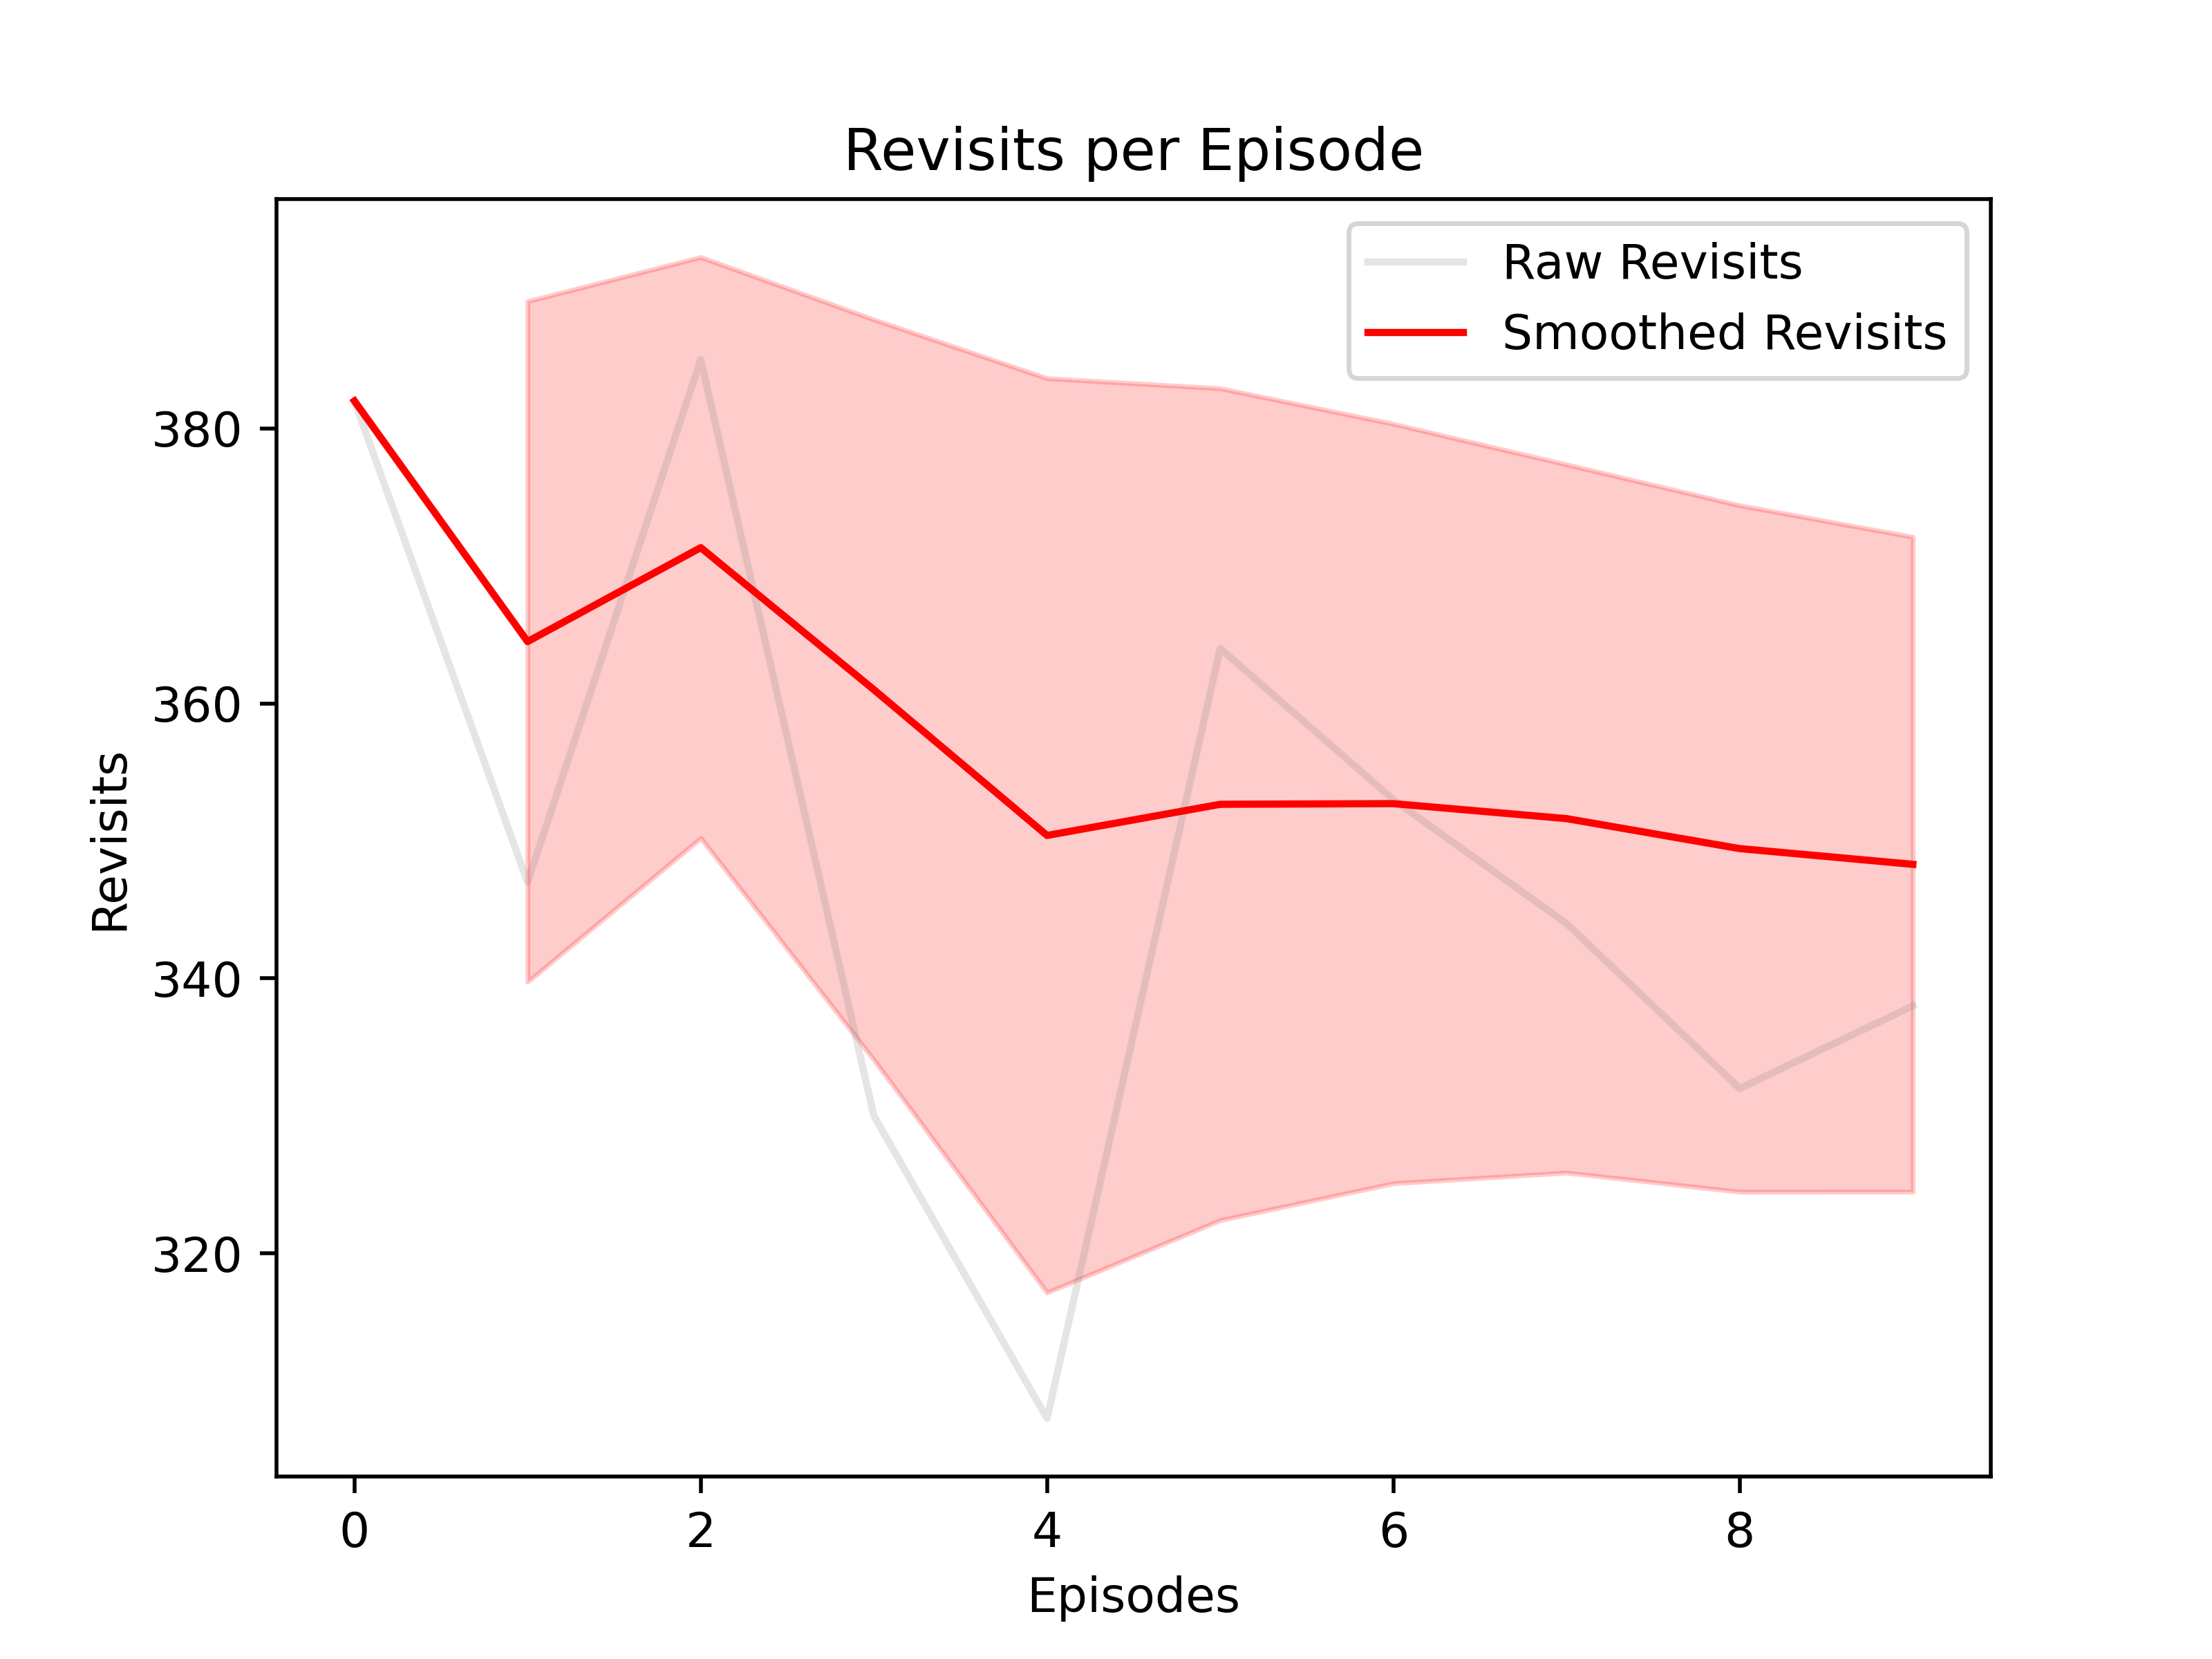 Revisits per Episode
Raw Revisits
Smoothed Revisits
380
360
340
320
Revisits
0 2 4 6 8
Episodes